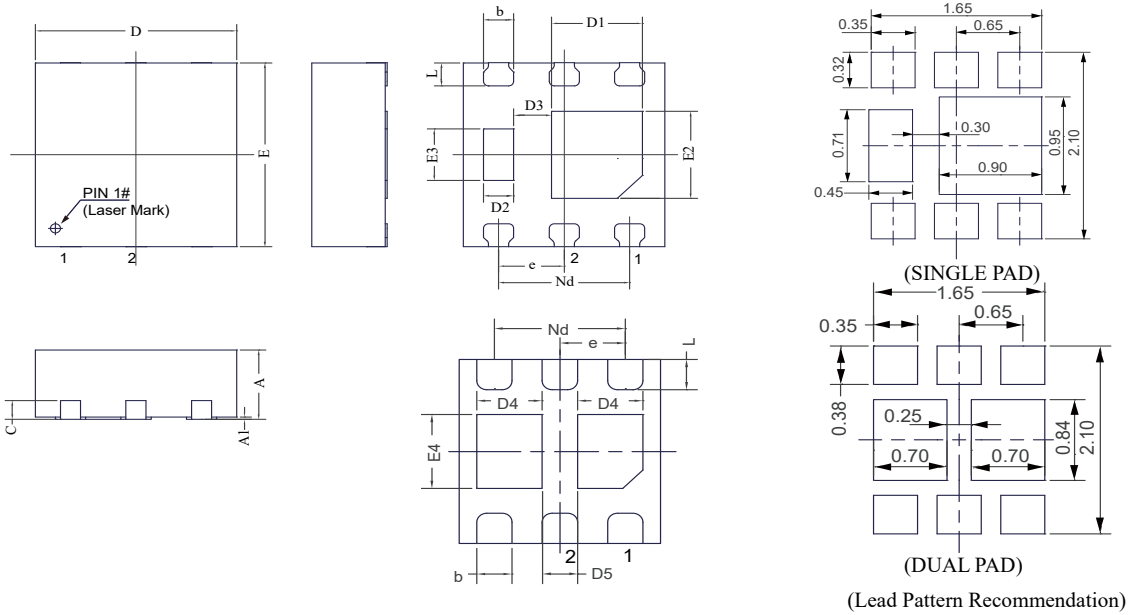 D
E
PIN 1#
(Laser Mark)
1
2
b
D1
L
D3
E3
E2
D2
2
1
e
Nd
1.65
0.35
0.65
0.32
0.30
0.71
0.95
2.10
0.90
0.45
(SINGLE PAD)
A
C
A1
Nd
e
L
D4
D4
E4
2
1
b
D5
1.65
0.35
0.65
0.38
0.25
0.84
2.10
0.70
0.70
(DUAL PAD)
(Lead Pattern Recommendation)